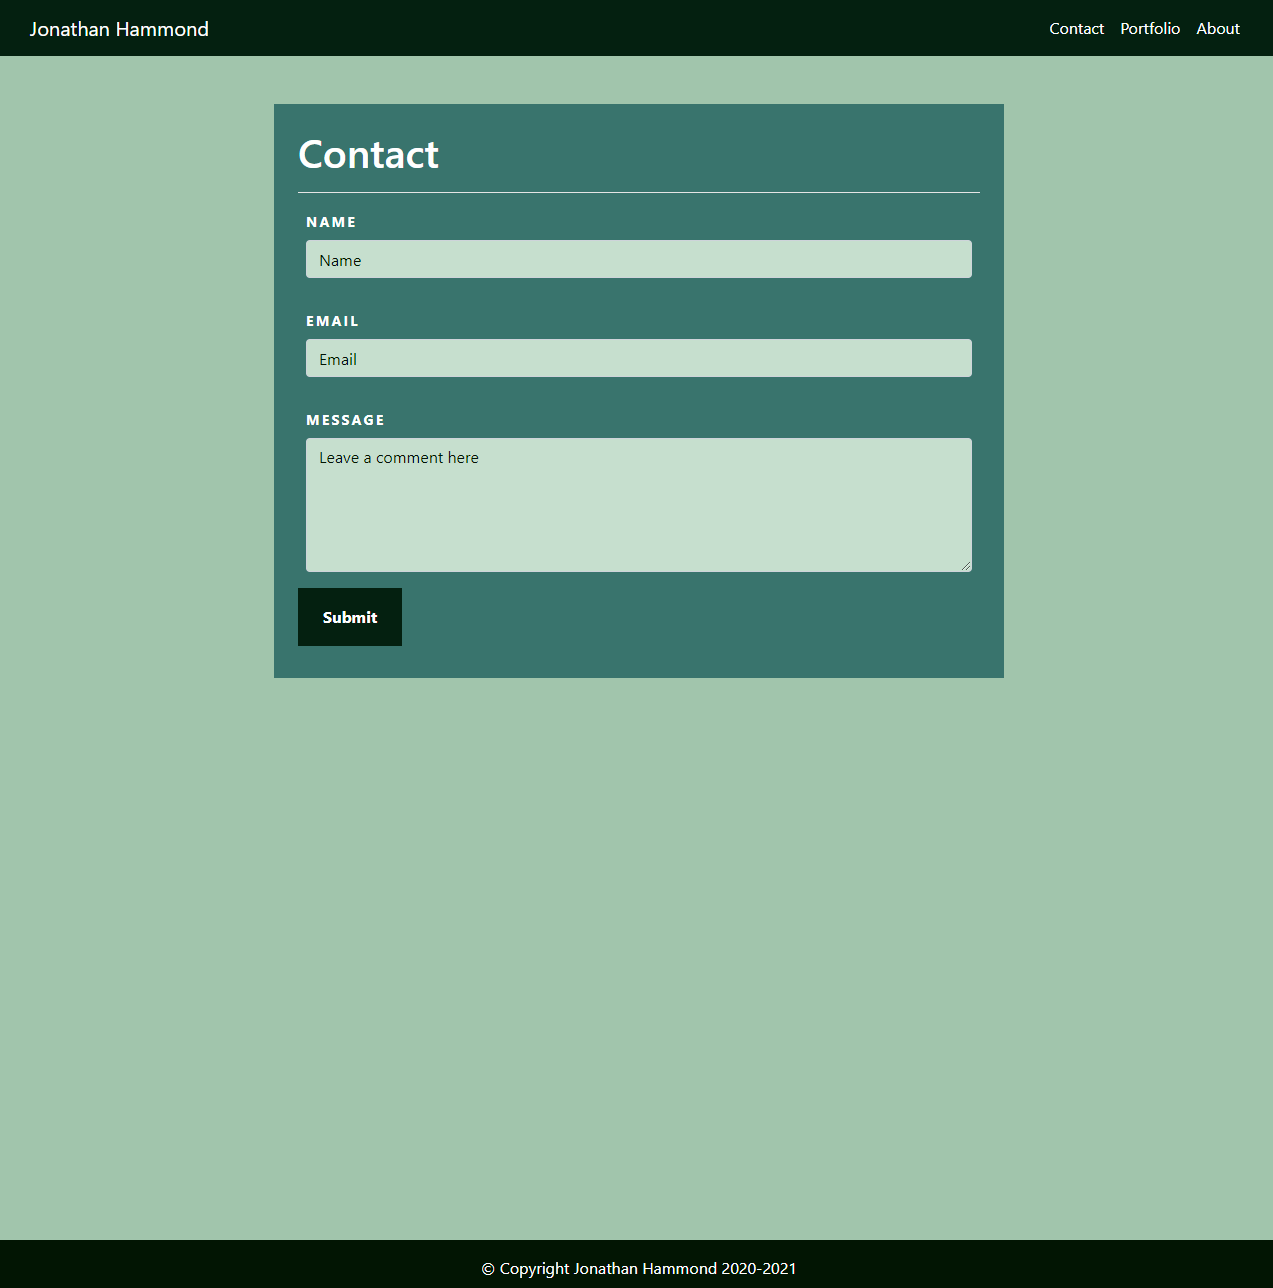 Jonathan Hammond Contact Portfolio About
Contact
NAME
Name
EMAIL
Email
MESSAGE
Leave a comment here
Submit
© Copyright Jonathan Hammond 2020-2021